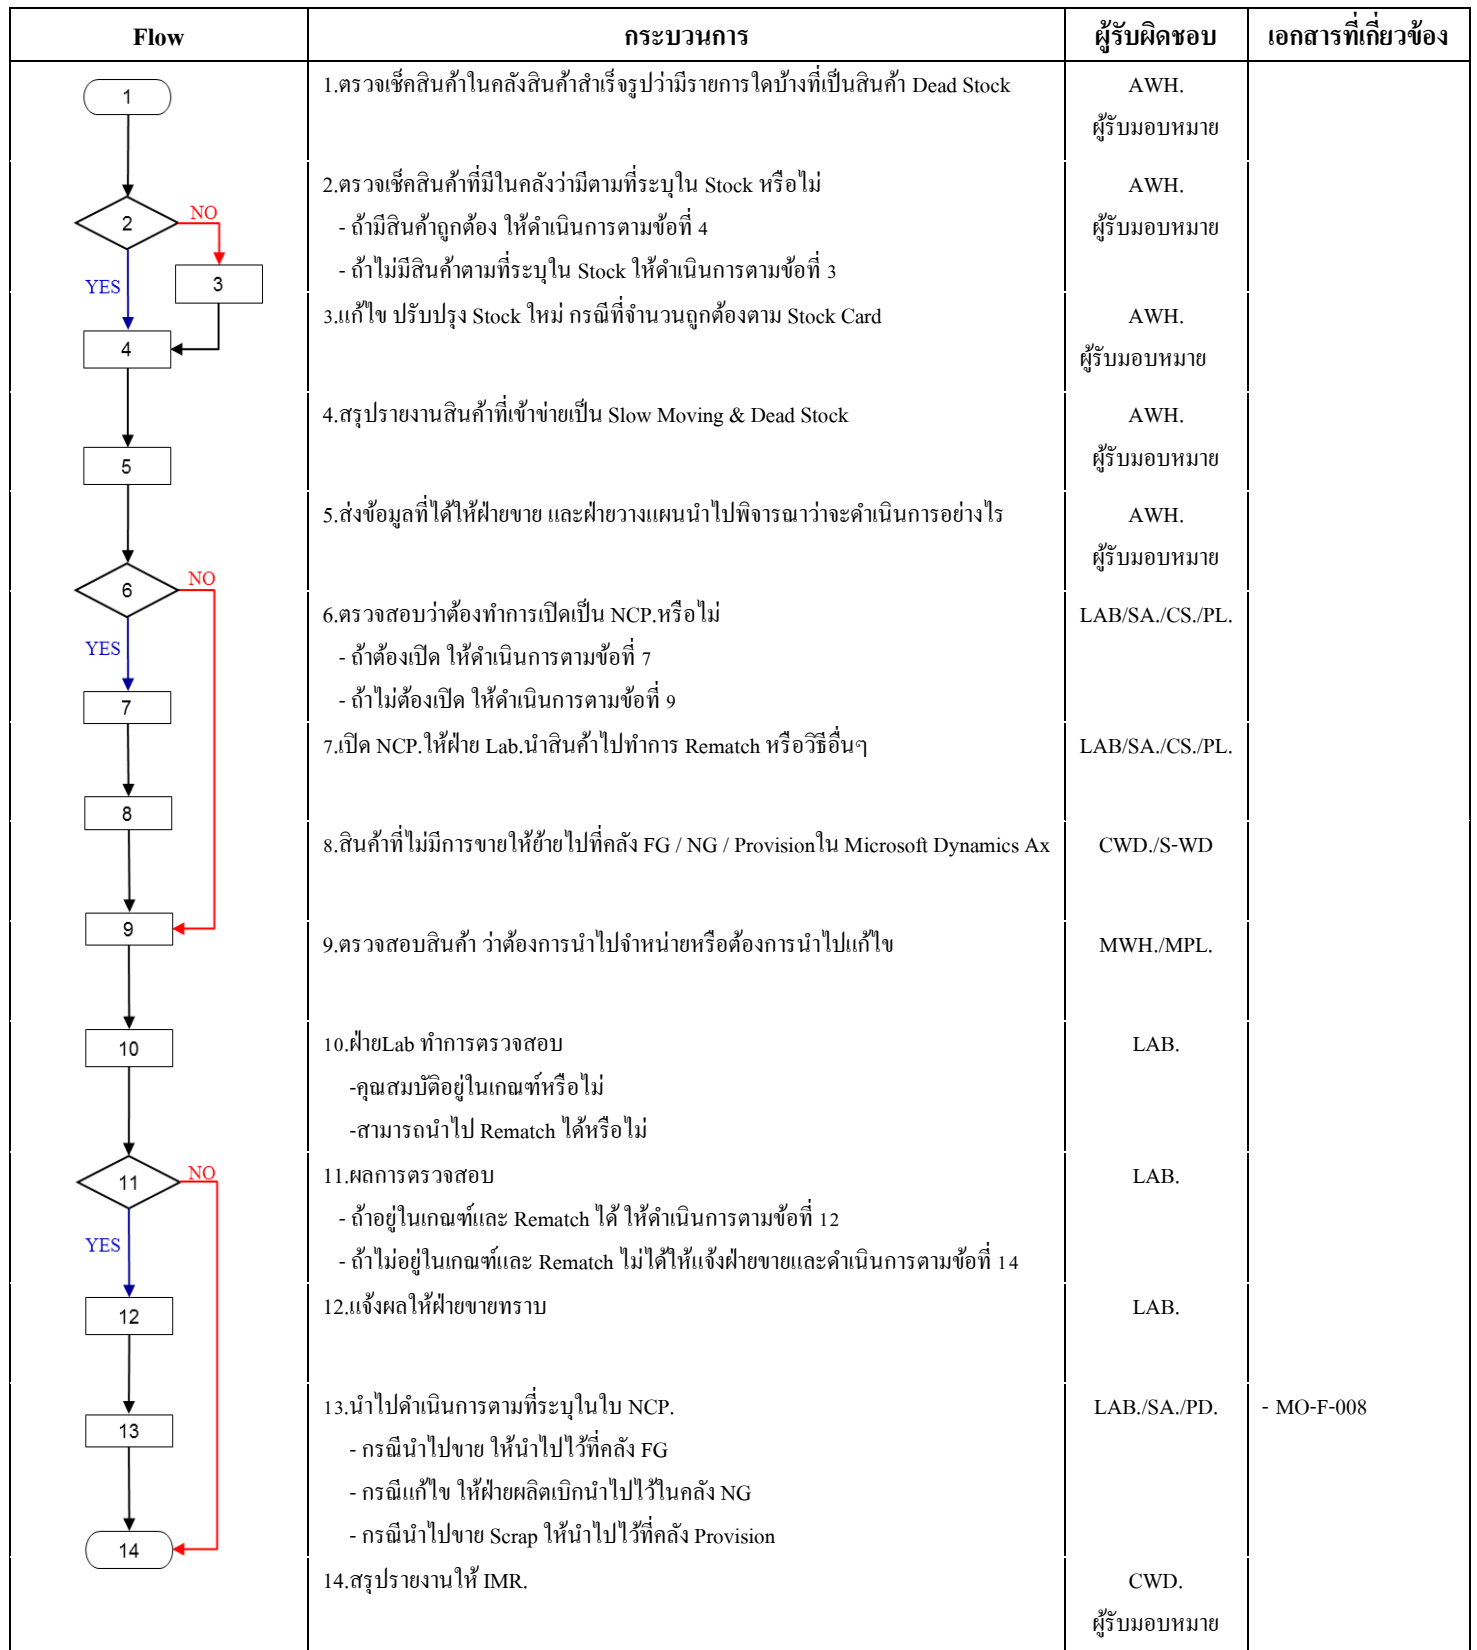 Flow กระบวนการ ผู้รับผิดชอบ เอกสารที่เกี่ยวข้อง
1 1.ตรวจเช็คสินค้าในคลังสินค้าสำเร็จรูปว่ามีรายการใดบ้างที่เป็นสินค้า Dead Stock AWH.
ผู้รับมอบหมาย
2.ตรวจเช็คสินค้าที่มีในคลังว่ามีตามที่ระบุใน Stock หรือไม่ AWH.
2 NO - ถ้ามีสินค้าถูกต้อง ให้ดำเนินการตามข้อที่ 4 ผู้รับมอบหมาย
YES 3 - ถ้าไม่มีสินค้าตามที่ระบุใน Stock ให้ดำเนินการตามข้อที่ 3
3.แก้ไข ปรับปรุง Stock ใหม่ กรณีที่จำนวนถูกต้องตาม Stock Card AWH.
4 ผู้รับมอบหมาย
4.สรุปรายงานสินค้าที่เข้าข่ายเป็น Slow Moving & Dead Stock AWH.
5 ผู้รับมอบหมาย
5.ส่งข้อมูลที่ได้ให้ฝ่ายขาย และฝ่ายวางแผนนำไปพิจารณาว่าจะดำเนินการอย่างไร AWH.
ผู้รับมอบหมาย
6 NO 6.ตรวจสอบว่าต้องทำการเปิดเป็น NCP.หรือไม่ LAB/SA./CS./PL.
YES - ถ้าต้องเปิด ให้ดำเนินการตามข้อที่ 7
7 - ถ้าไม่ต้องเปิด ให้ดำเนินการตามข้อที่ 9
7.เปิด NCP.ให้ฝ่าย Lab.นำสินค้าไปทำการ Rematch หรือวิธีอื่นๆ LAB/SA./CS./PL.
8 8.สินค้าที่ไม่มีการขายให้ย้ายไปที่คลัง FG / NG / Provisionใน Microsoft Dynamics Ax CWD./S-WD
9 9.ตรวจสอบสินค้า ว่าต้องการนำไปจำหน่ายหรือต้องการนำไปแก้ไข MWH./MPL.
10 10.ฝ่ายLab ทำการตรวจสอบ LAB.
-คุณสมบัติอยู่ในเกณฑ์หรือไม่
-สามารถนำไป Rematch ได้หรือไม่
11 NO 11.ผลการตรวจสอบ LAB.
- ถ้าอยู่ในเกณฑ์และ Rematch ได้ ให้ดำเนินการตามข้อที่ 12
YES - ถ้าไม่อยู่ในเกณฑ์และ Rematch ไม่ได้ให้แจ้งฝ่ายขายและดำเนินการตามข้อที่ 14
12 12.แจ้งผลให้ฝ่ายขายทราบ LAB.
13.นำไปดำเนินการตามที่ระบุในใบ NCP. LAB./SA./PD. - MO-F-008
13 - กรณีนำไปขาย ให้นำไปไว้ที่คลัง FG
- กรณีแก้ไข ให้ฝ่ายผลิตเบิกนำไปไว้ในคลัง NG
14 - กรณีนำไปขาย Scrap ให้นำไปไว้ที่คลัง Provision
14.สรุปรายงานให้ IMR. CWD.
ผู้รับมอบหมาย